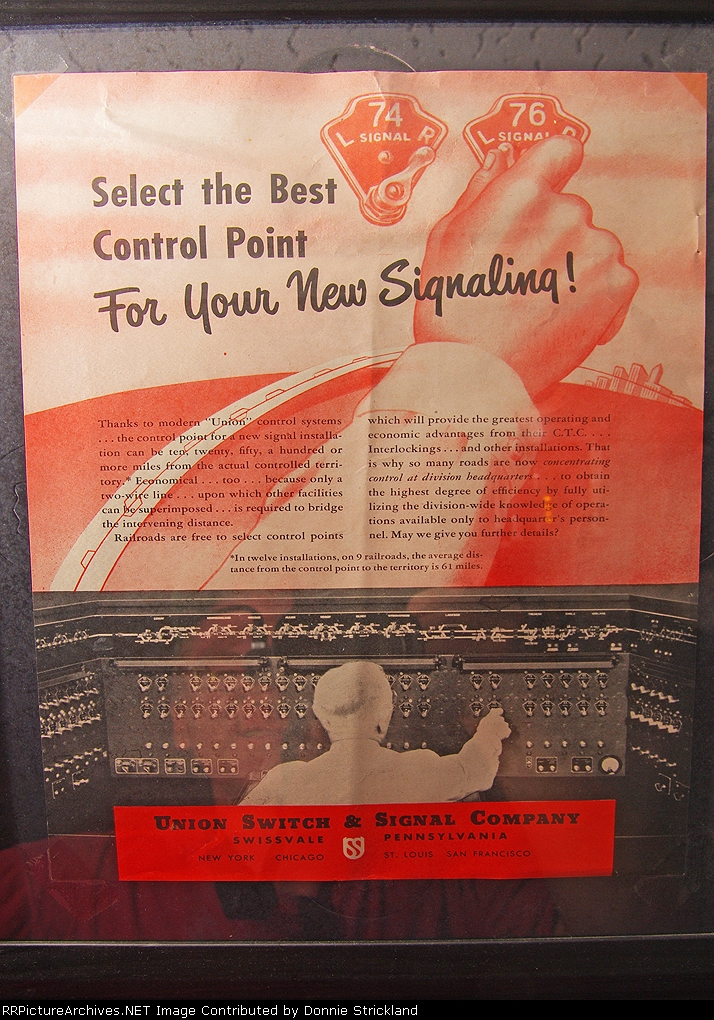 74
L SIGNAL R
76
L SIGNAL R
Select the Best
Control Point
For Your New Signaling!
Thanks to modern "Union" control systems
. . . the control point for a new signal installa-
tion can be ten, twenty, fifty, a hundred or
more miles from the actual controlled terri-
tory.* Economical . . . too . . . because only a
two-wire line . . . upon which other facilities
can be superimposed . . . is required to bridge
the intervening distance.
Railroads are free to select control points
which will provide the greatest operating and
economic advantages from their C.T.C. . . .
Interlockings . . . and other installations. That
is why so many roads are now concentrating
control at division headquarters . . . to obtain
the highest degree of efficiency by fully uti-
lizing the division-wide knowledge of opera-
tions available only to headquarter's person-
nel. May we give you further details?
*In twelve installations, on 9 railroads, the average dis-
tance from the control point to the territory is 61 miles.
UNION SWITCH & SIGNAL COMPANY
SWISSVALE PENNSYLVANIA
NEW YORK CHICAGO ST. LOUIS SAN FRANCISCO
RRPictureArchives.NET Image Contributed by Donnie Strickland